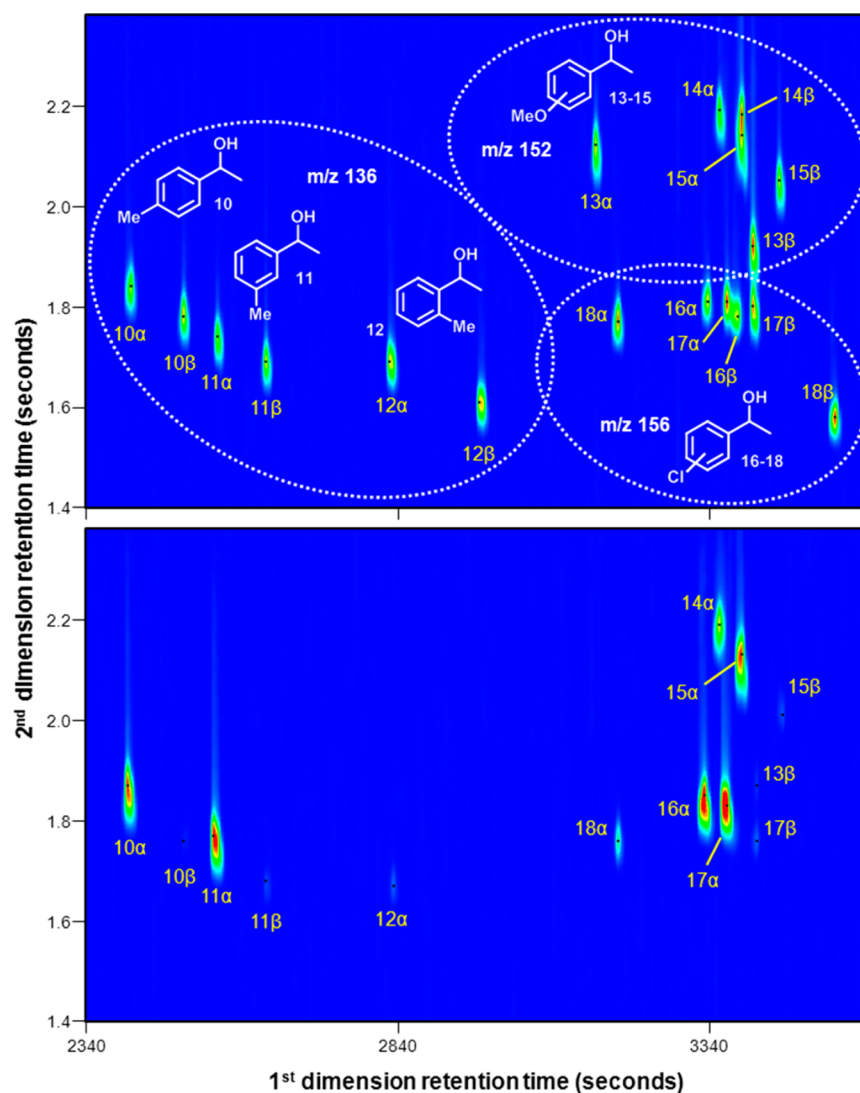 2nd dimension retention time (seconds)
2.2
2.0
1.8
1.6
1.4
m/z 136
m/z 152
m/z 156
OH
Me
10
OH
11
Me
OH
12
Me
OH
MeO
13-15
OH
Cl
16-18
10α
10β
11α
11β
12α
12β
13α
14α
14β
15α
15β
13β
18α
16α
17α
16β
17β
18β
2.2
2.0
1.8
1.6
1.4
10α
10β
11α
11β
12α
14α
15α
15β
13β
18α
16α
17α
17β
2340
2840
3340
1st dimension retention time (seconds)